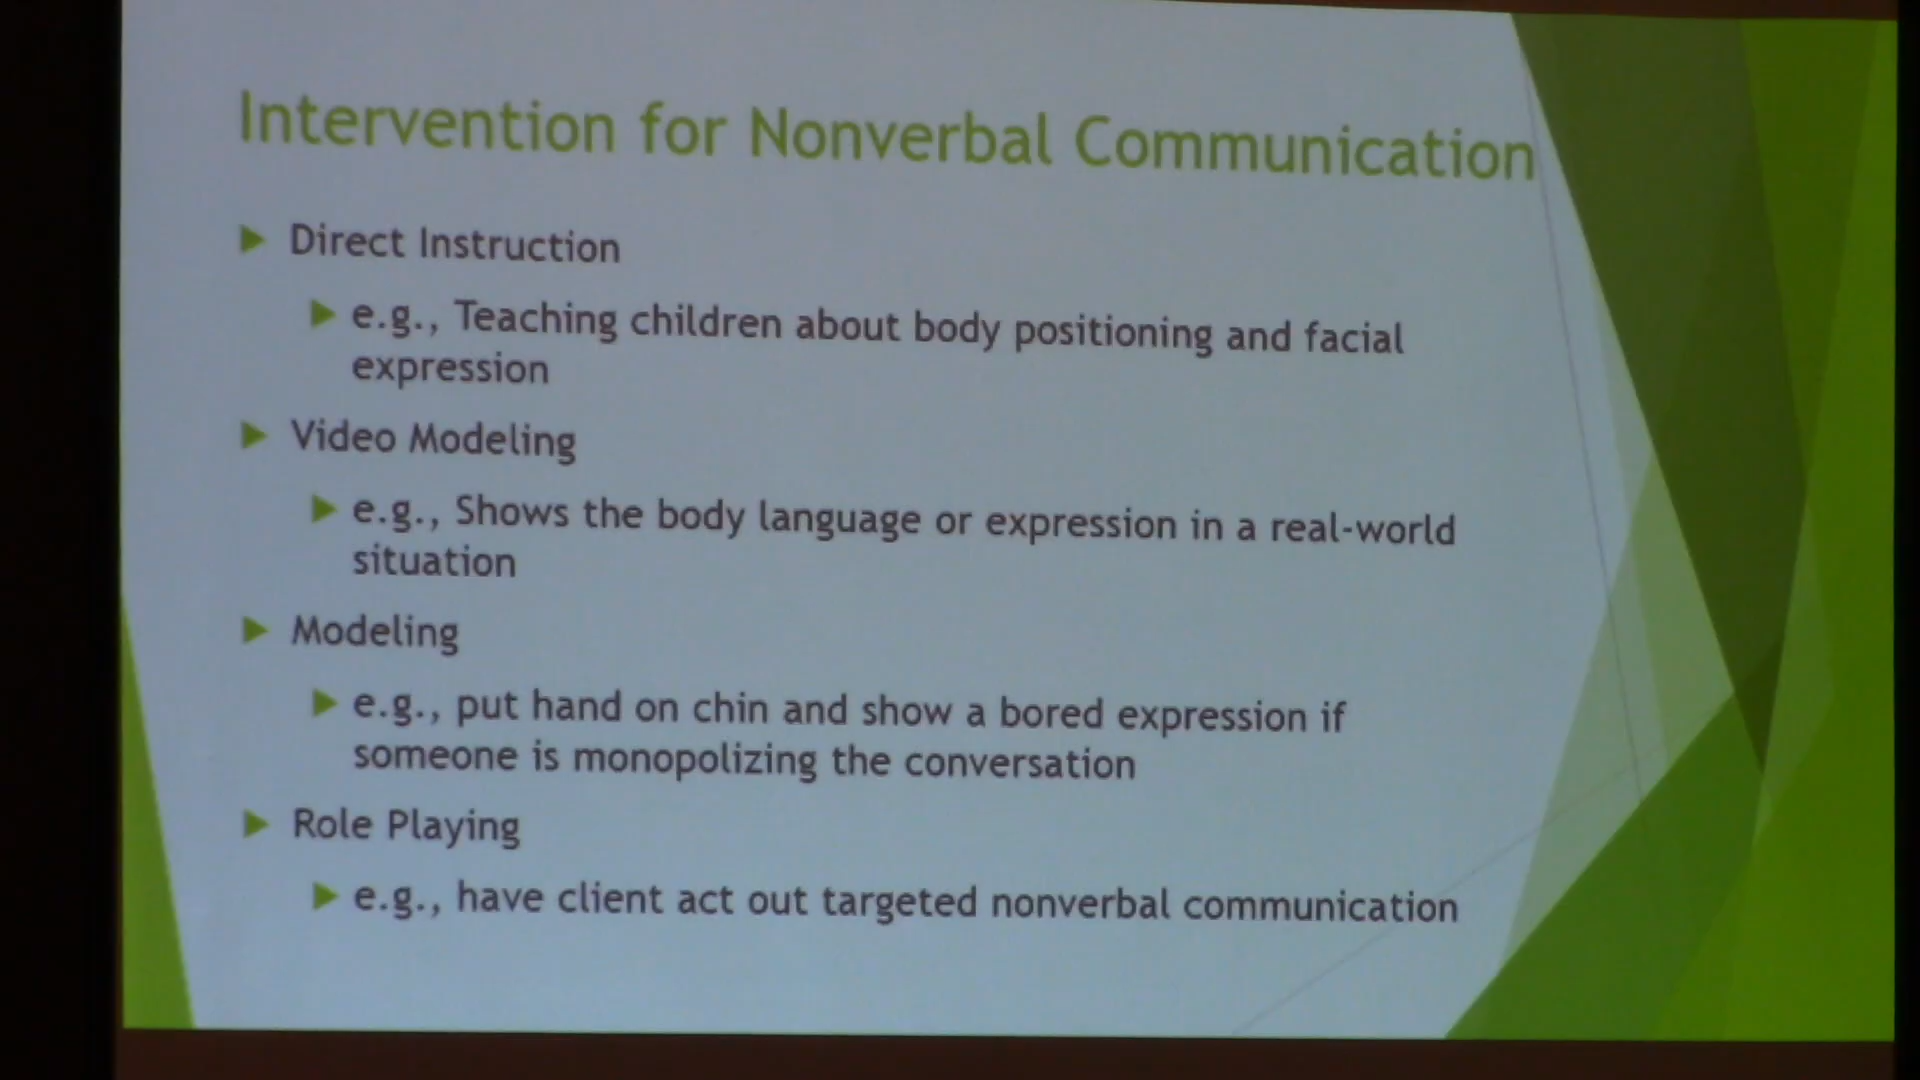 Intervention for Nonverbal Communication
Direct Instruction
e.g., Teaching children about body positioning and facial
expression
Video Modeling
e.g., Shows the body language or expression in a real-world
situation
Modeling
e.g., put hand on chin and show a bored expression if
someone is monopolizing the conversation
Role Playing
e.g., have client act out targeted nonverbal communication